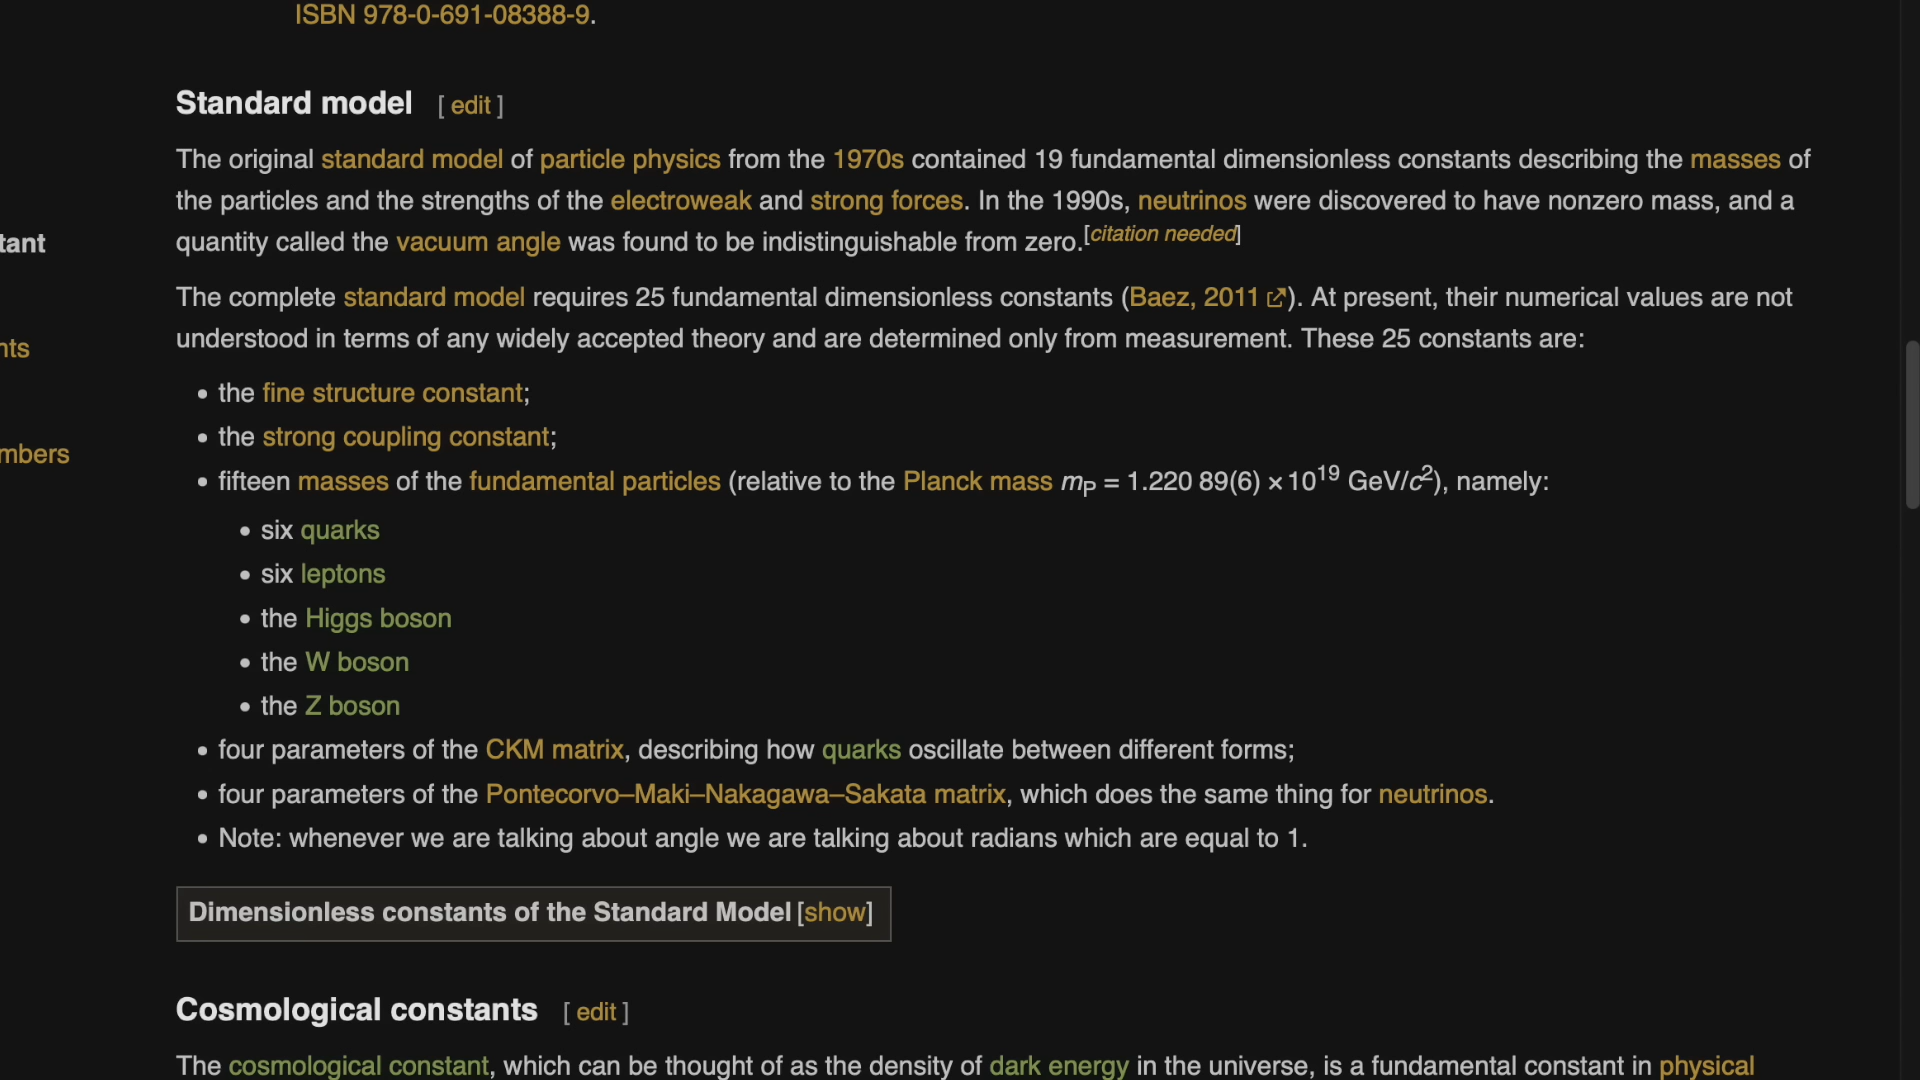 ISBN 978-0-691-08388-9.
Standard model [ edit ]
The original standard model of particle physics from the 1970s contained 19 fundamental dimensionless constants describing the masses of
the particles and the strengths of the electroweak and strong forces. In the 1990s, neutrinos were discovered to have nonzero mass, and a
quantity called the vacuum angle was found to be indistinguishable from zero.[citation needed]
tant
The complete standard model requires 25 fundamental dimensionless constants (Baez, 2011). At present, their numerical values are not
understood in terms of any widely accepted theory and are determined only from measurement. These 25 constants are:
nts
• the fine structure constant;
• the strong coupling constant;
mbers
• fifteen masses of the fundamental particles (relative to the Planck mass mP = 1.220 89(6) ×10¹⁹ GeV/c²), namely:
• six quarks
• six leptons
• the Higgs boson
• the W boson
• the Z boson
• four parameters of the CKM matrix, describing how quarks oscillate between different forms;
• four parameters of the Pontecorvo–Maki–Nakagawa–Sakata matrix, which does the same thing for neutrinos.
• Note: whenever we are talking about angle we are talking about radians which are equal to 1.
Dimensionless constants of the Standard Model [show]
Cosmological constants [ edit ]
The cosmological constant, which can be thought of as the density of dark energy in the universe, is a fundamental constant in physical